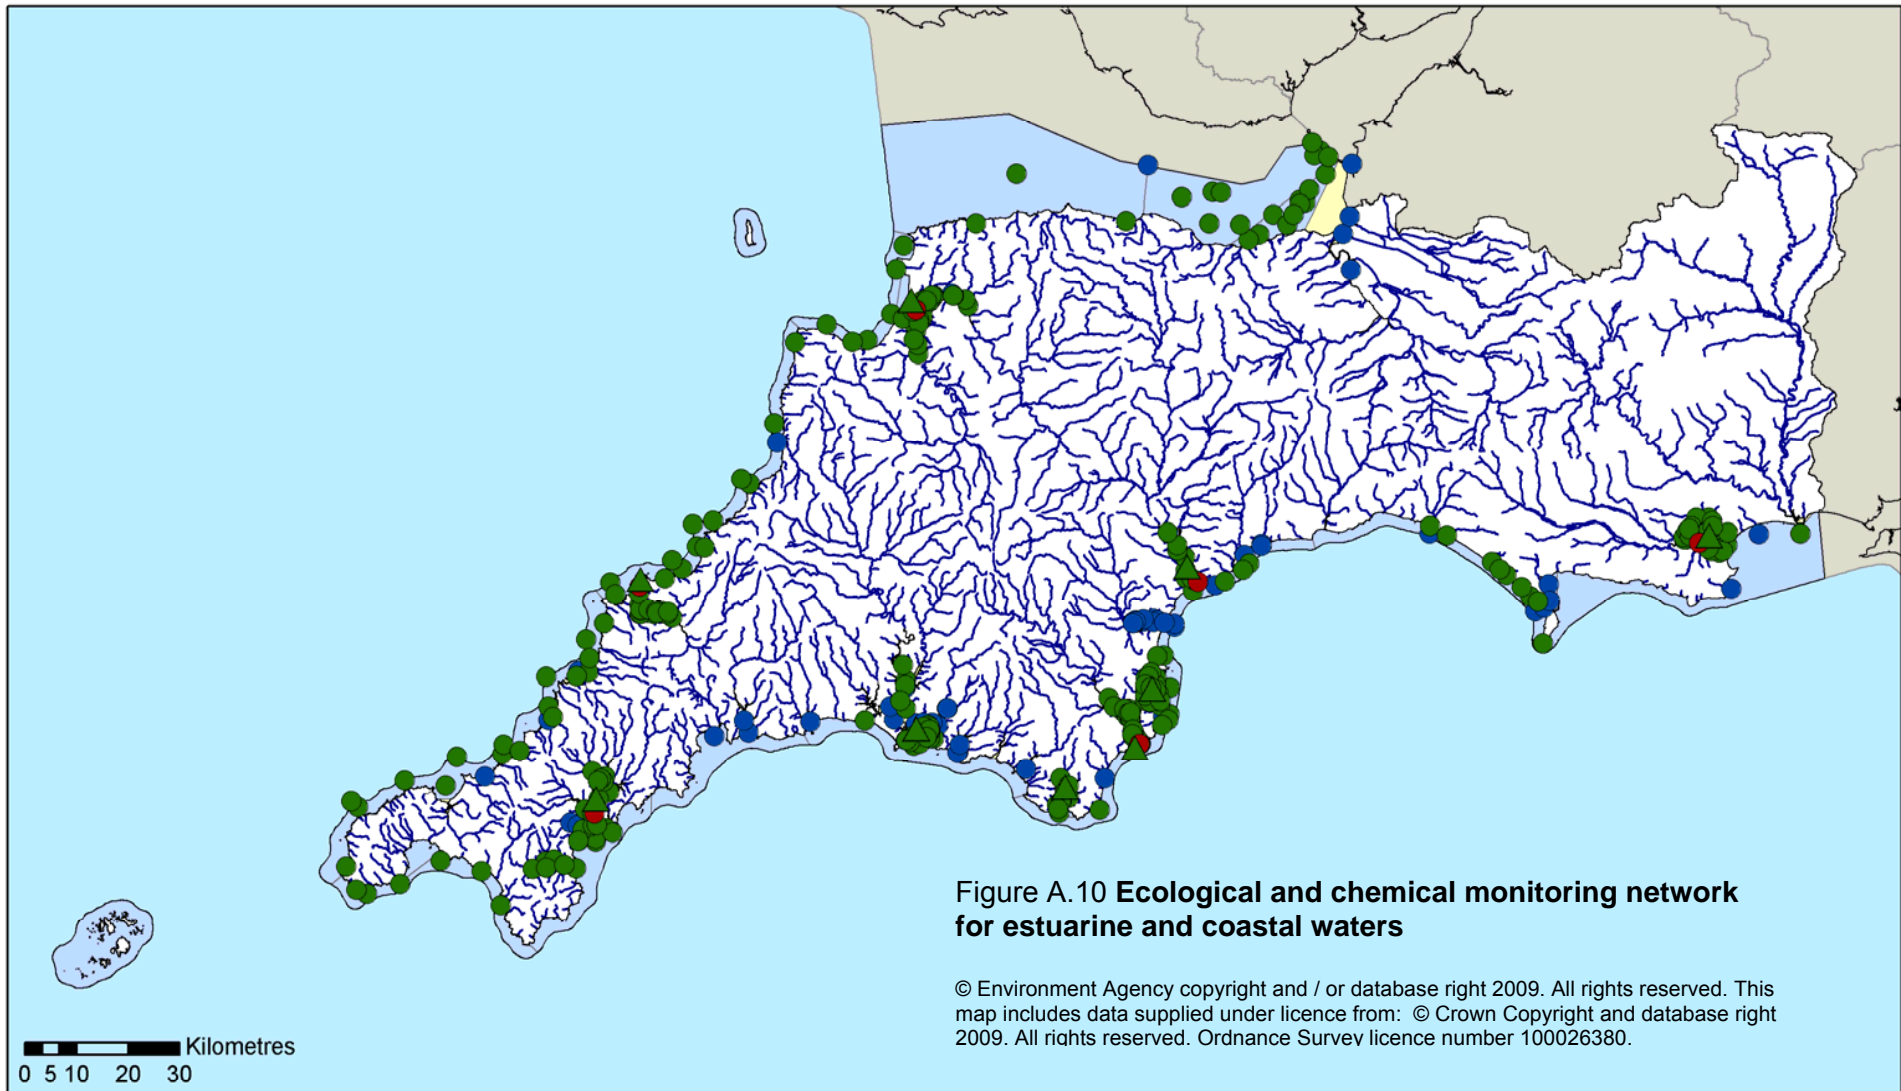 Figure A.10 Ecological and chemical monitoring network
for estuarine and coastal waters
© Environment Agency copyright and / or database right 2009. All rights reserved. This
map includes data supplied under licence from: © Crown Copyright and database right
2009. All rights reserved. Ordnance Survey licence number 100026380.
Kilometres
0 5 10 20 30